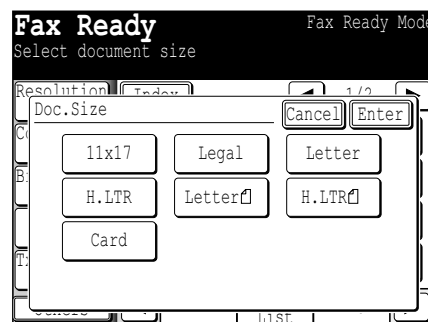 Fax Ready
Fax Ready Mode
Select document size
Resolution Index 1/2
Doc.Size Cancel Enter
11x17 Legal Letter
H.LTR Letter H.LTR
Card
Others List